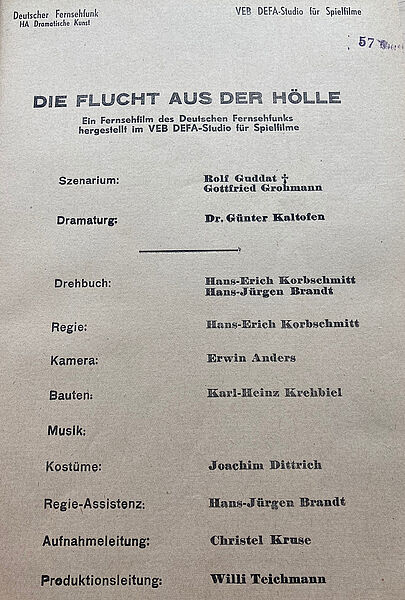 Deutscher Fernsehfunk
HA Dramatische Kunst
VEB DEFA-Studio für Spielfilme
57
DIE FLUCHT AUS DER HÖLLE
Ein Fernsehfilm des Deutschen Fernsehfunks
hergestellt im VEB DEFA-Studio für Spielfilme
Szenarium: Rolf Guddat †
Gottfried Grohmann
Dramaturg: Dr. Günter Kaltofen
Drehbuch: Hans-Erich Korbschmitt
Hans-Jürgen Brandt
Regie: Hans-Erich Korbschmitt
Kamera: Erwin Anders
Bauten: Karl-Heinz Krehbiel
Musik:
Kostüme: Joachim Dittrich
Regie-Assistenz: Hans-Jürgen Brandt
Aufnahmeleitung: Christel Kruse
Produktionsleitung: Willi Teichmann